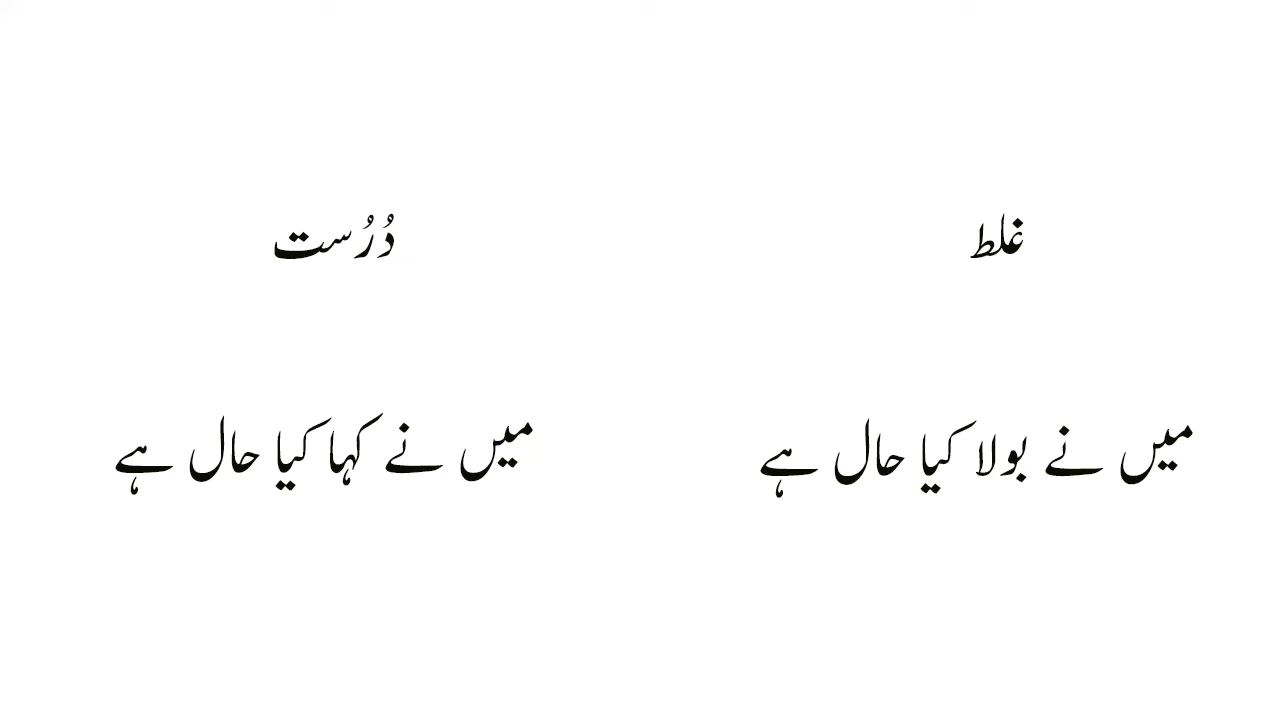 غلط
دُرُست
میں نے بولا کیا حال ہے
میں نے کہا کیا حال ہے